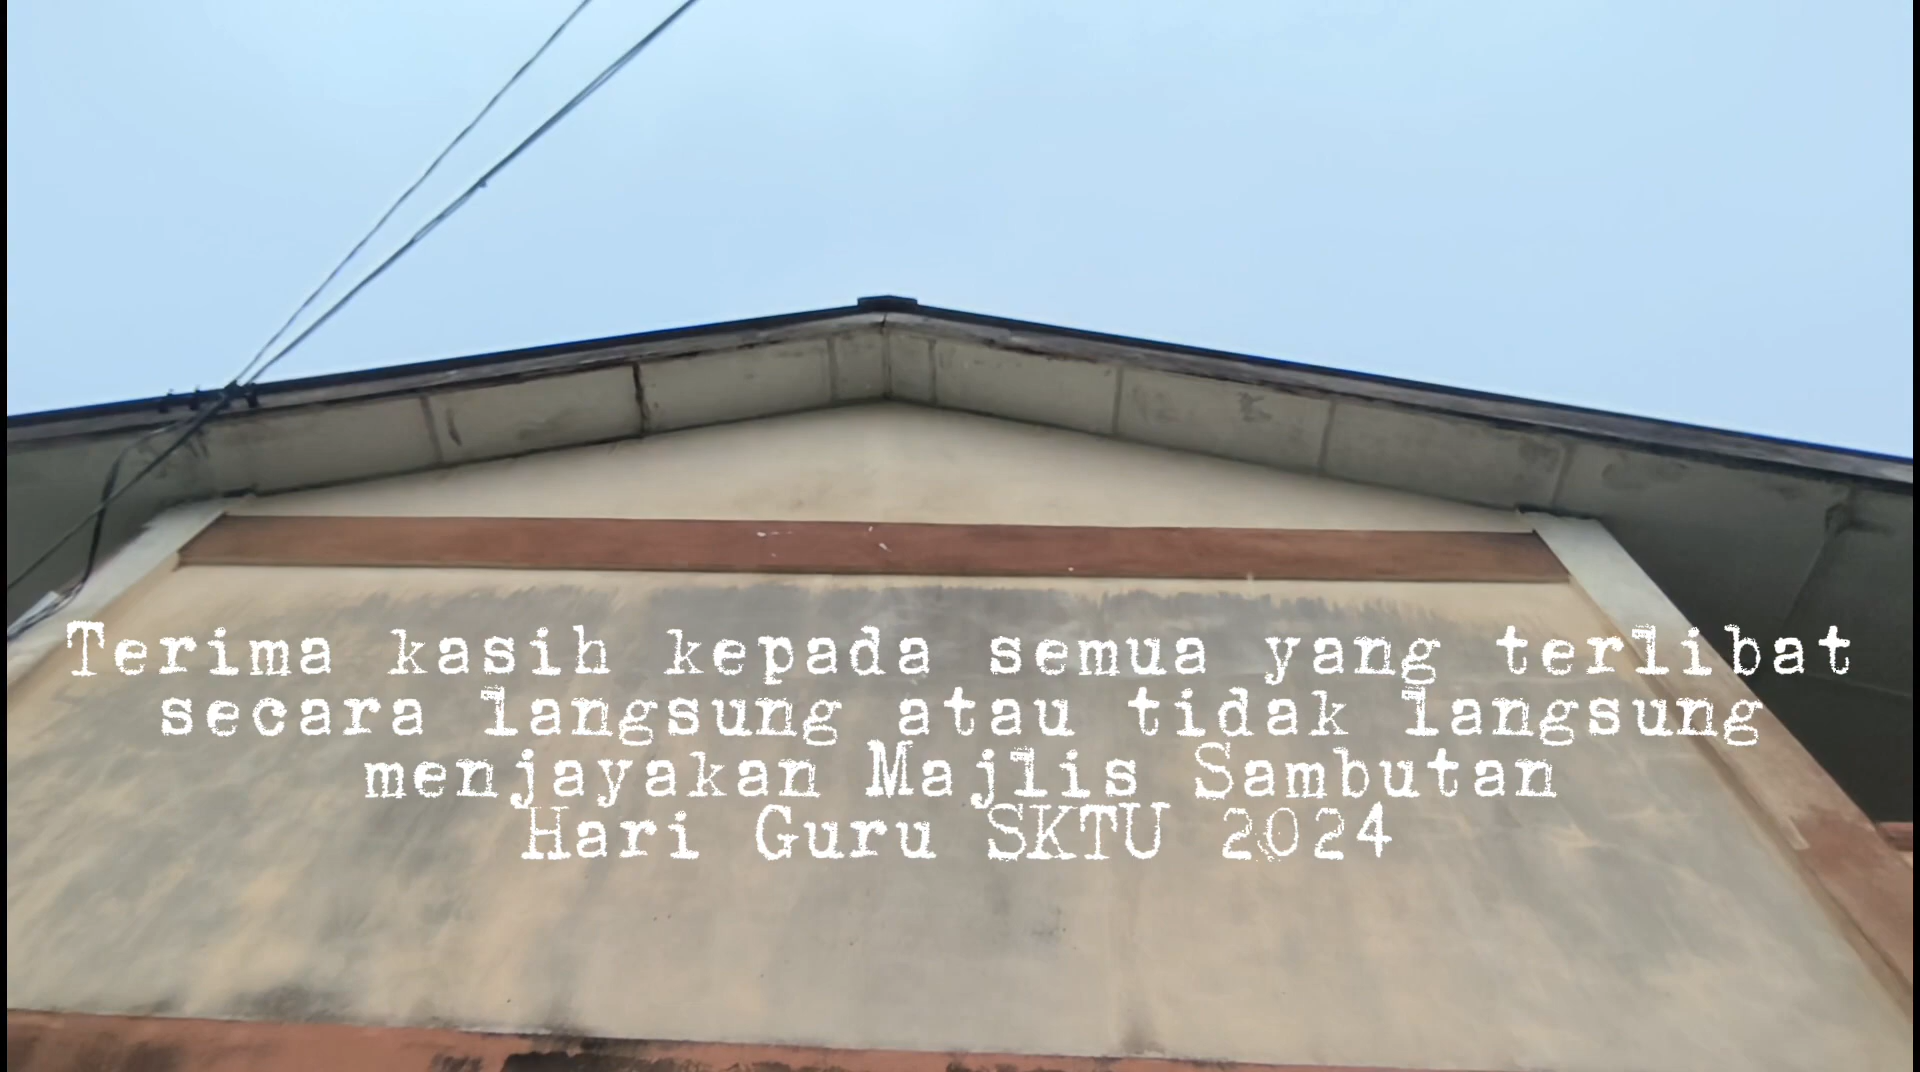 Terima kasih kepada semua yang terlibat
secara langsung atau tidak langsung
menjayakan Majlis Sambutan
Hari Guru SKTU 2024